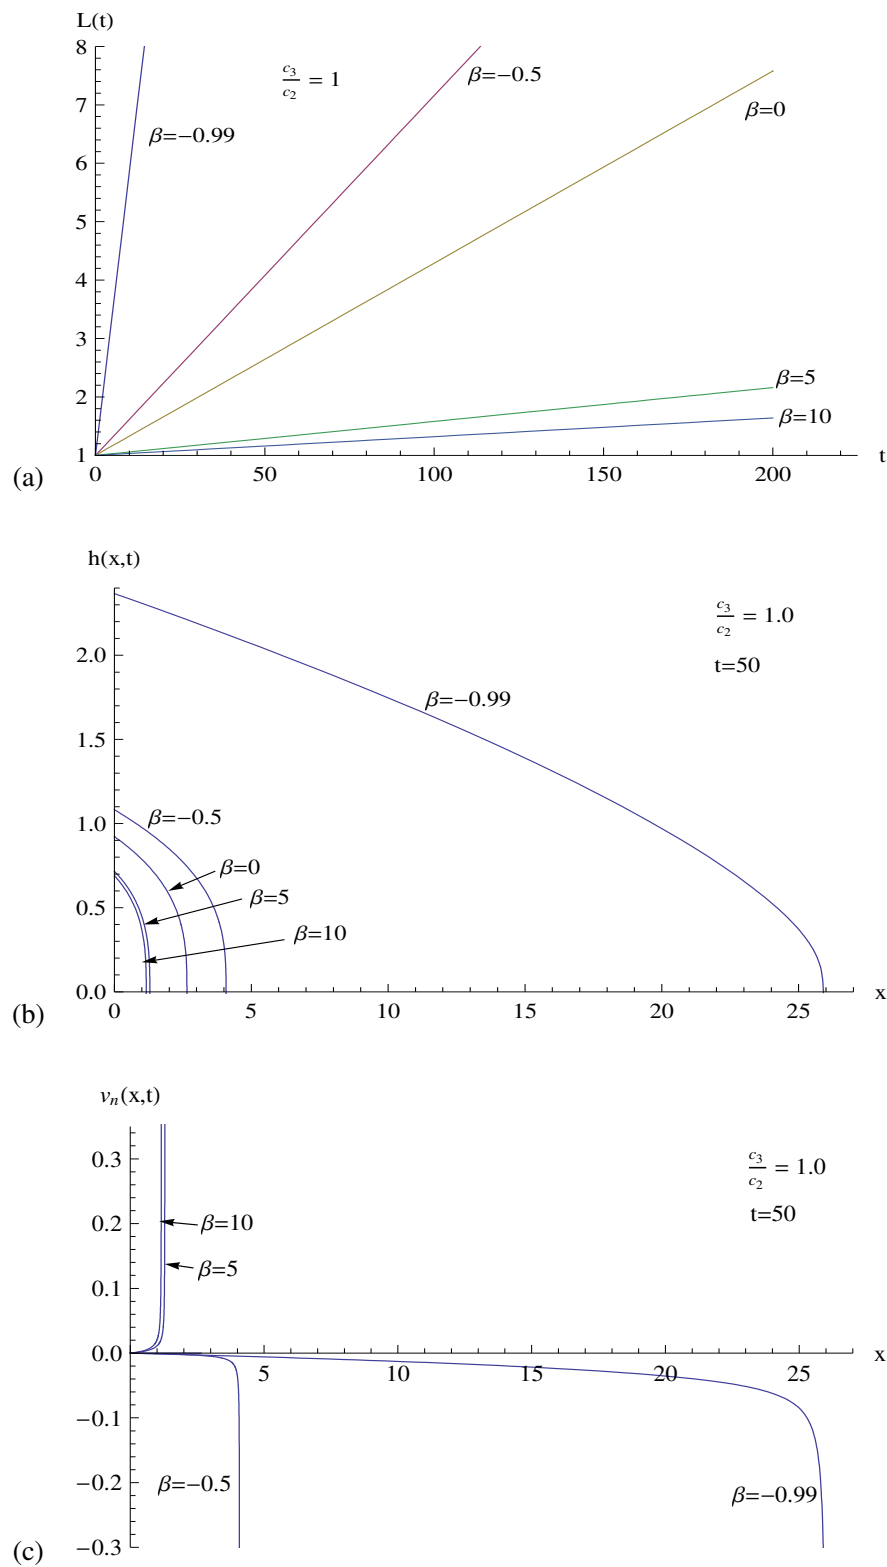 L(t)
8
c₃/c₂ = 1
β=−0.5
7
β=0
β=−0.99
6
5
4
3
2
β=5
β=10
1
0 50 100 150 200 t
(a)
h(x,t)
c₃/c₂ = 1.0
2.0
t=50
β=−0.99
1.5
1.0
β=−0.5
β=0
β=5
0.5
β=10
0.0
0 5 10 15 20 25 x
(b)
vₙ(x,t)
0.3
c₃/c₂ = 1.0
0.2
β=10
t=50
β=5
0.1
0.0
x
5 10 15 20 25
−0.1
−0.2
β=−0.5
β=−0.99
−0.3
(c)